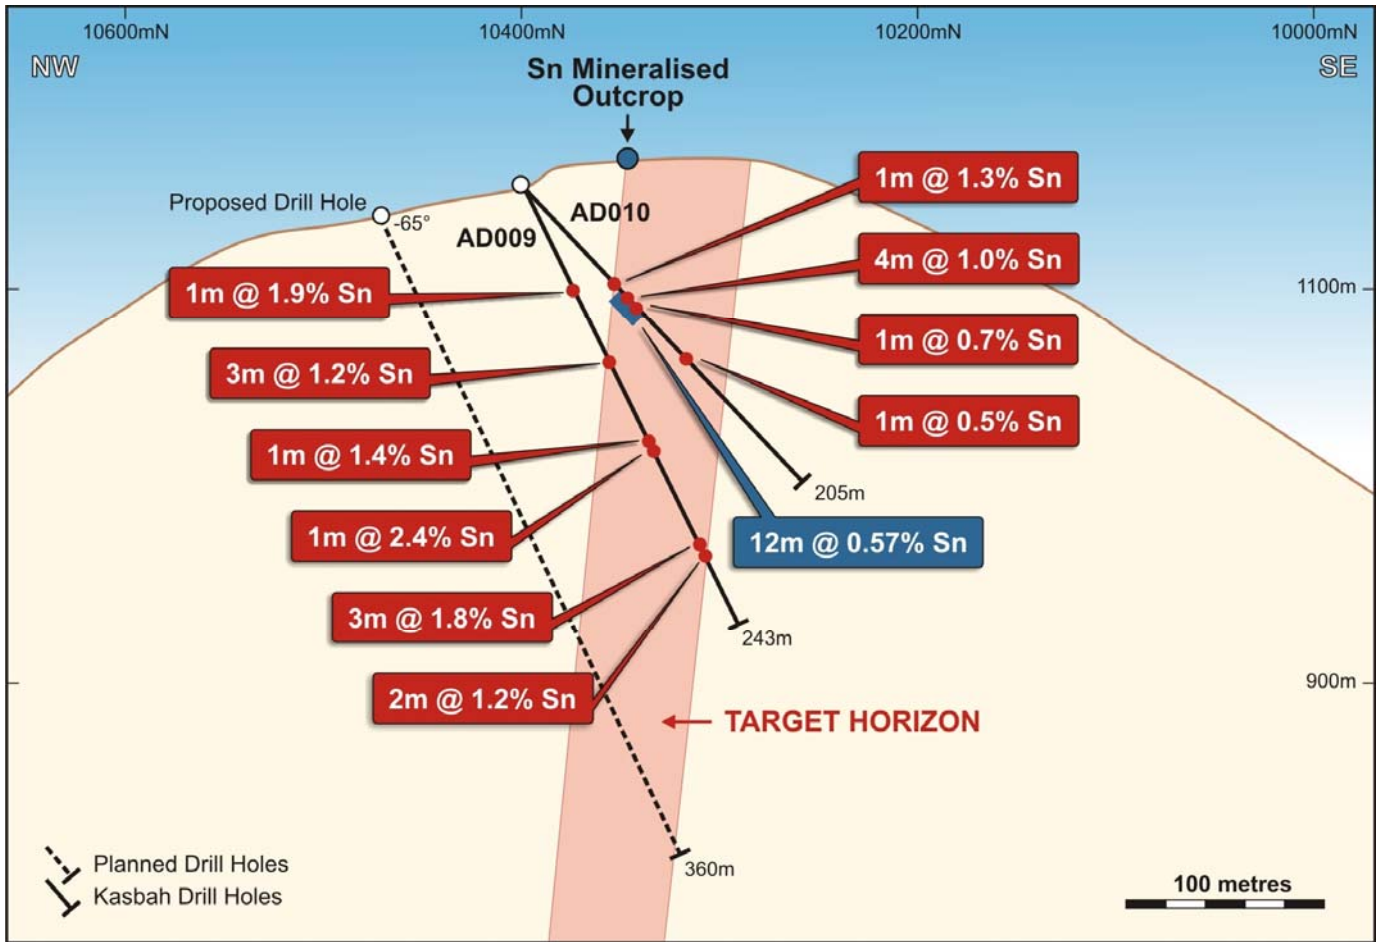 10600mN
10400mN
10200mN
10000mN
NW
SE
Sn Mineralised
Outcrop
Proposed Drill Hole
-65°
AD009
AD010
1m @ 1.3% Sn
4m @ 1.0% Sn
1m @ 0.7% Sn
1m @ 0.5% Sn
1m @ 1.9% Sn
3m @ 1.2% Sn
1m @ 1.4% Sn
1m @ 2.4% Sn
3m @ 1.8% Sn
2m @ 1.2% Sn
12m @ 0.57% Sn
1100m
900m
205m
243m
360m
TARGET HORIZON
Planned Drill Holes
Kasbah Drill Holes
100 metres